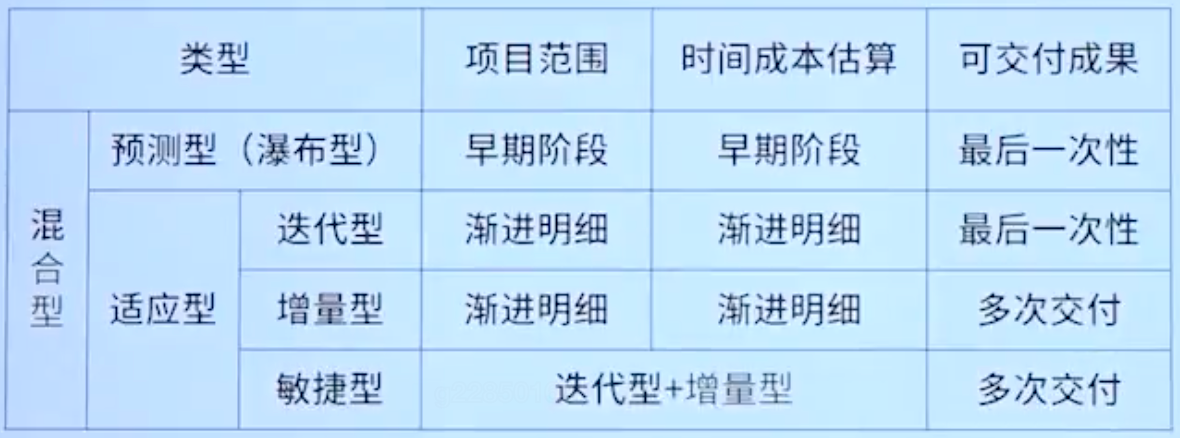 类型 项目范围 时间成本估算 可交付成果
混合型 预测型（瀑布型） 早期阶段 早期阶段 最后一次性
适应型 迭代型 渐进明细 渐进明细 最后一次性
增量型 渐进明细 渐进明细 多次交付
敏捷型 迭代型+增量型 多次交付